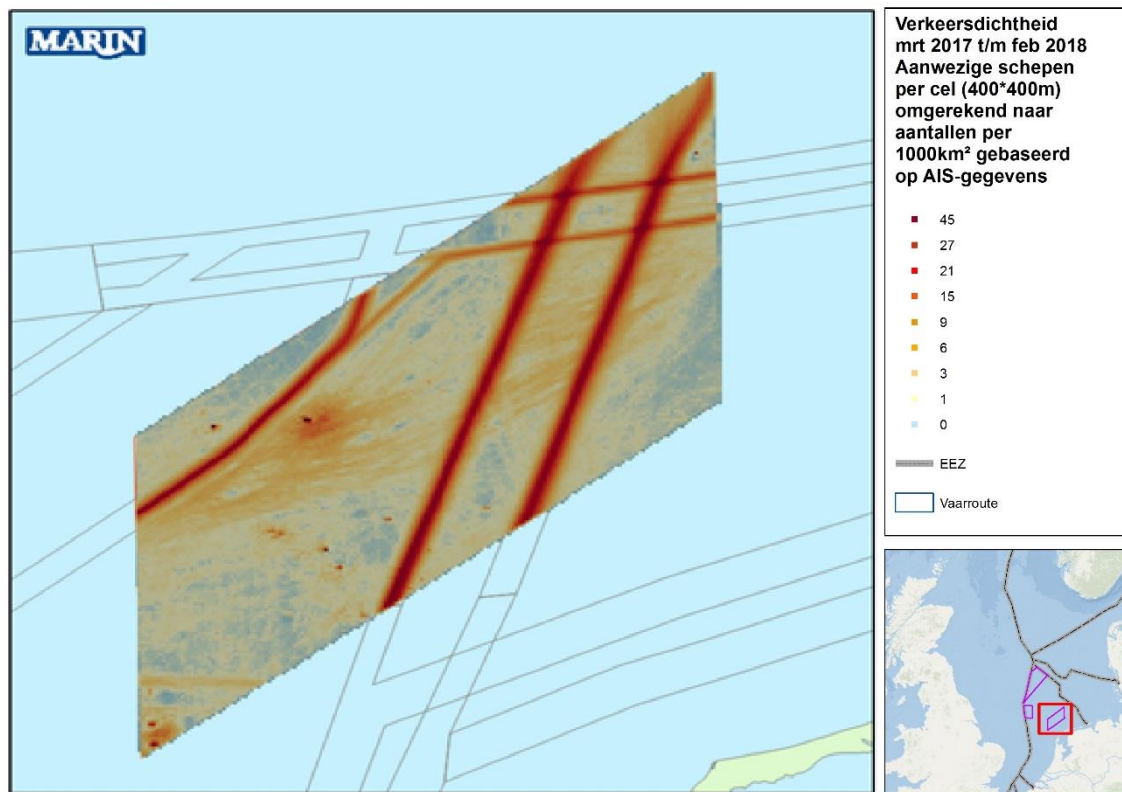 MARIN
Verkeersdichtheid
mrt 2017 t/m feb 2018
Aanwezige schepen
per cel (400*400m)
omgerekend naar
aantallen per
1000km² gebaseerd
op AIS-gegevens
45
27
21
15
9
6
3
1
0
EEZ
Vaarroute